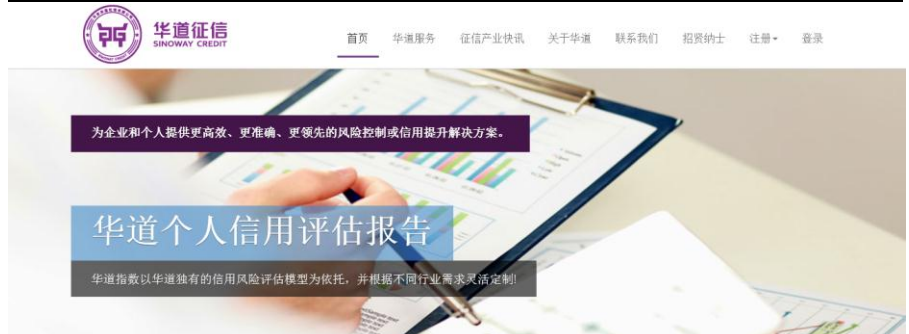 华道征信
SINOWAY CREDIT
首页 华道服务 征信产业快讯 关于华道 联系我们 招贤纳士 注册 登录
为企业和个人提供更高效、更准确、更领先的风险控制或信用提升解决方案。
华道个人信用评估报告
华道指数以华道独有的信用风险评估模型为依托，并根据不同行业需求灵活定制!